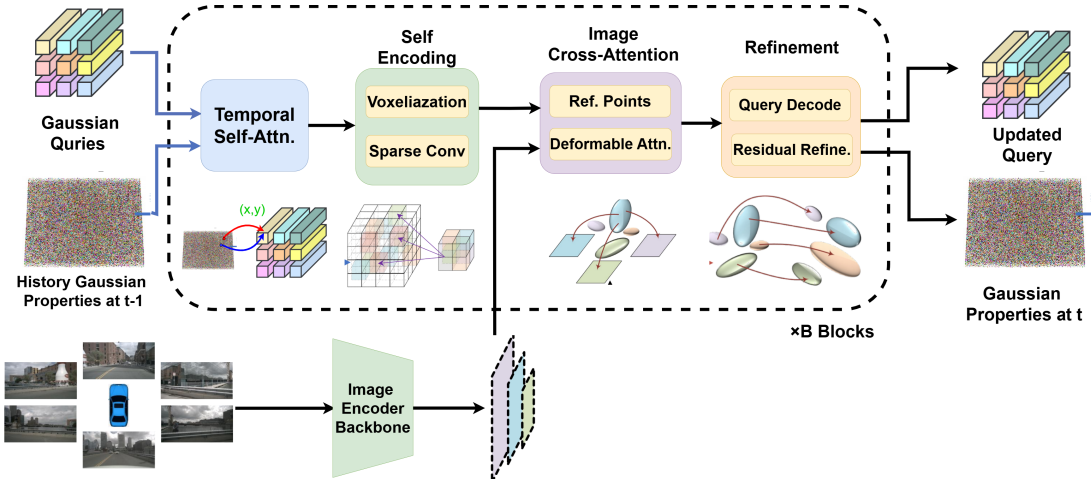 Gaussian
Quries
History Gaussian
Properties at t-1
Temporal
Self-Attn.
(x,y)
Self
Encoding
Voxeliazation
Sparse Conv
Image
Cross-Attention
Ref. Points
Deformable Attn.
Refinement
Query Decode
Residual Refine.
Updated
Query
Gaussian
Properties at t
×B Blocks
Image
Encoder
Backbone